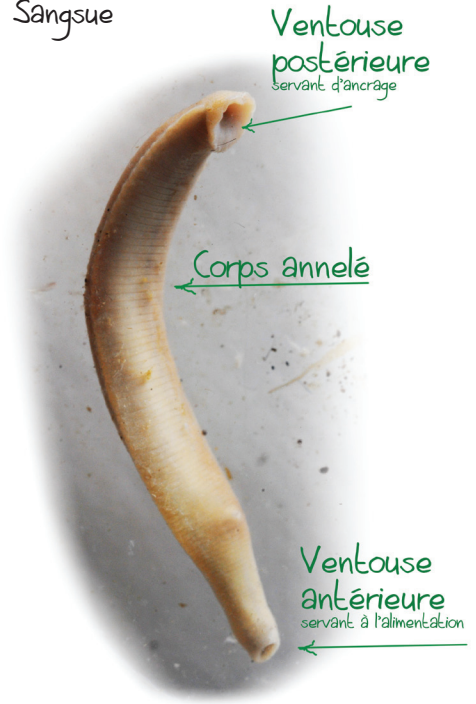 Sangsue
Ventouse
postérieure
servant d'ancrage
Corps annelé
Ventouse
antérieure
servant à l'alimentation